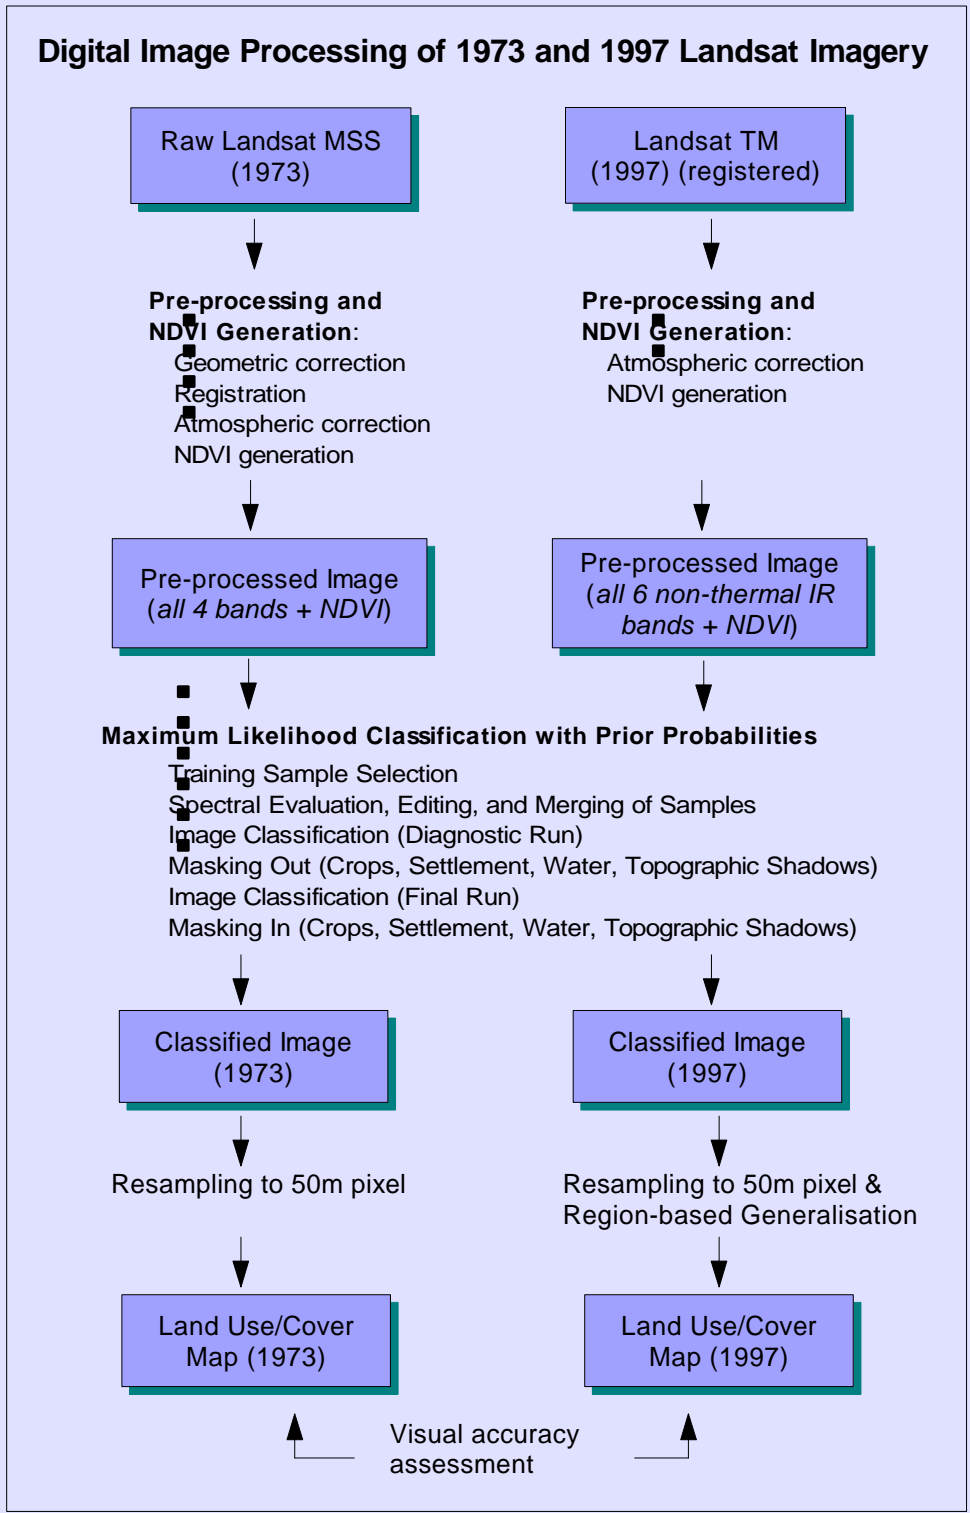 Digital Image Processing of 1973 and 1997 Landsat Imagery
Raw Landsat MSS
(1973)
Landsat TM
(1997) (registered)
Pre-processing and
NDVI Generation:
Geometric correction
Registration
Atmospheric correction
NDVI generation
Pre-processing and
NDVI Generation:
Atmospheric correction
NDVI generation
Pre-processed Image
(all 4 bands + NDVI)
Pre-processed Image
(all 6 non-thermal IR
bands + NDVI)
Maximum Likelihood Classification with Prior Probabilities
Training Sample Selection
Spectral Evaluation, Editing, and Merging of Samples
Image Classification (Diagnostic Run)
Masking Out (Crops, Settlement, Water, Topographic Shadows)
Image Classification (Final Run)
Masking In (Crops, Settlement, Water, Topographic Shadows)
Classified Image
(1973)
Classified Image
(1997)
Resampling to 50m pixel
Resampling to 50m pixel &
Region-based Generalisation
Land Use/Cover
Map (1973)
Land Use/Cover
Map (1997)
Visual accuracy
assessment